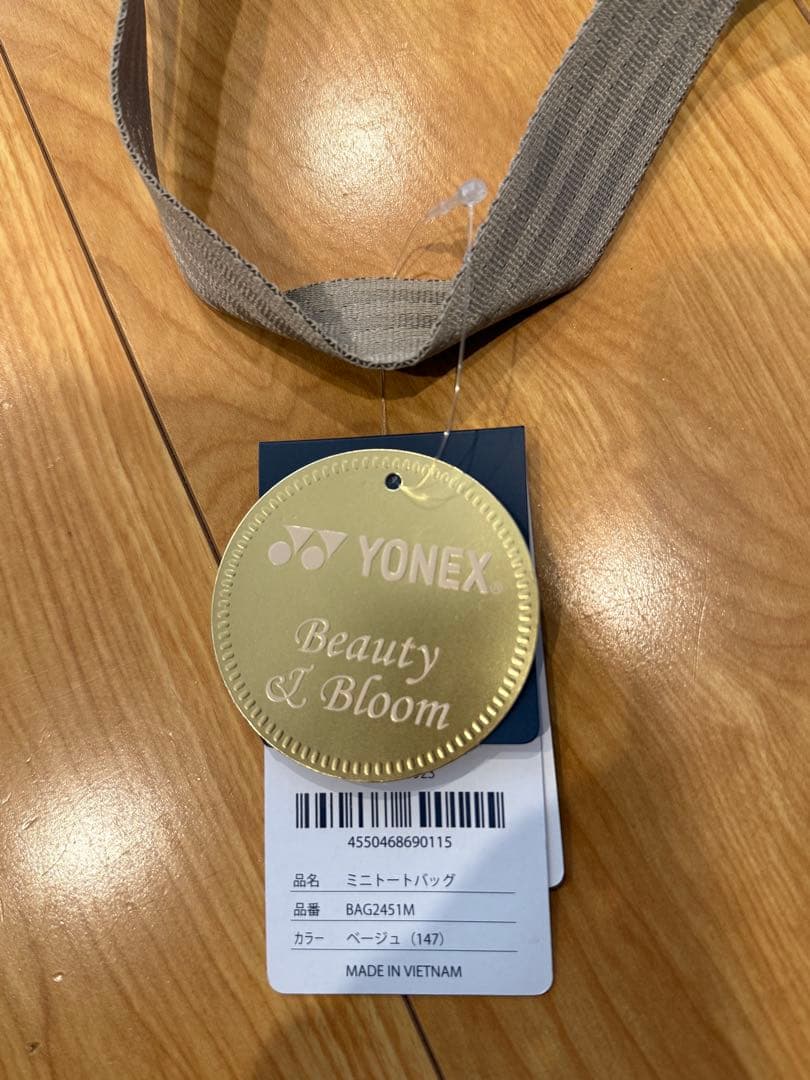 YONEX®
Beauty
& Bloom
4550468690115
品名 ミニトートバッグ
品番 BAG2451M
カラー ベージュ（147）
MADE IN VIETNAM